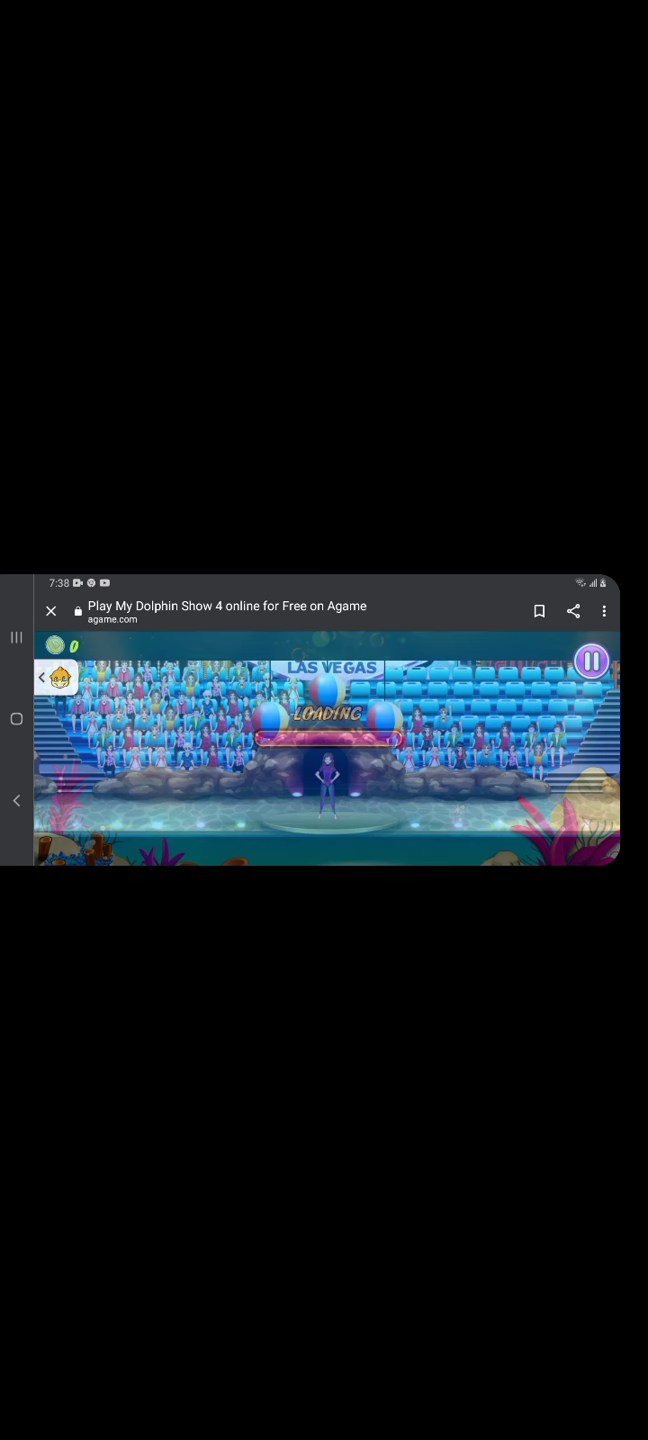 7:38
Play My Dolphin Show 4 online for Free on Agame
agame.com
0
LAS VEGAS
LOADING